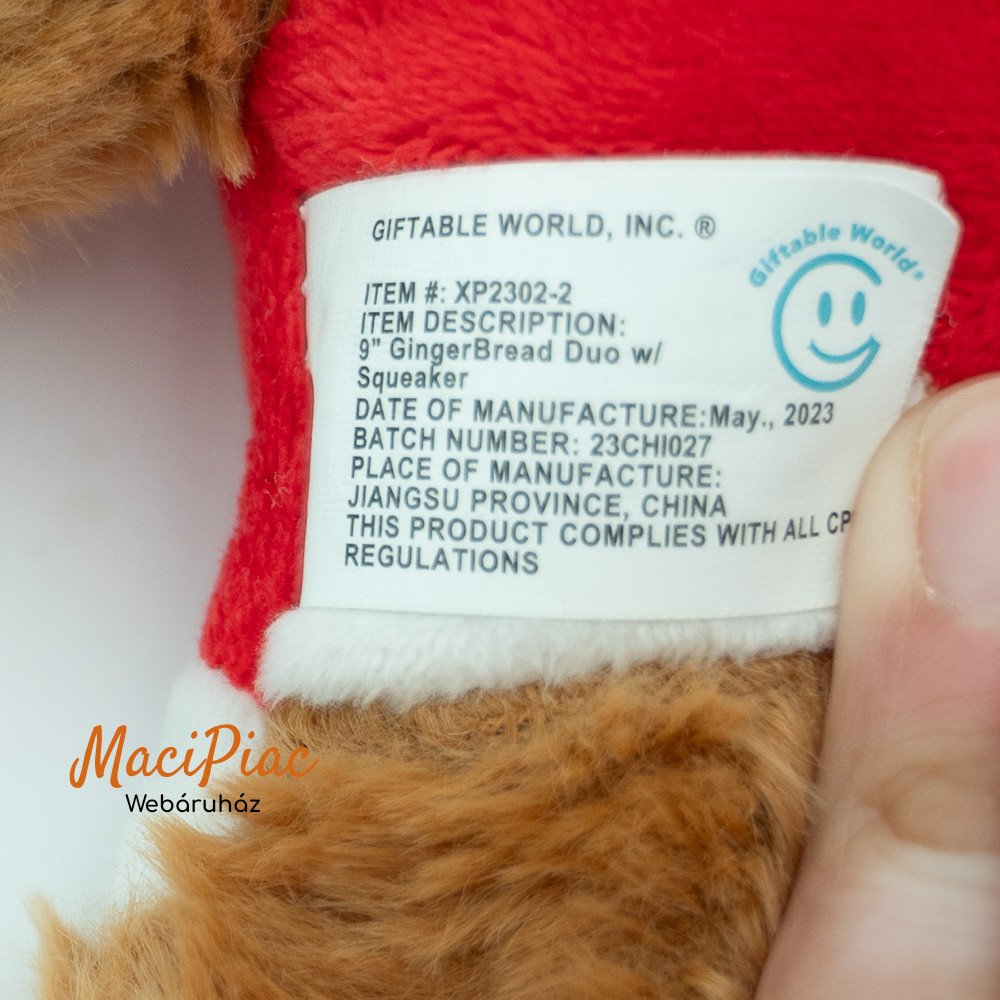 GIFTABLE WORLD, INC. ®
Giftable World®
ITEM #: XP2302-2
ITEM DESCRIPTION:
9" GingerBread Duo w/
Squeaker
DATE OF MANUFACTURE:May., 2023
BATCH NUMBER: 23CHI027
PLACE OF MANUFACTURE:
JIANGSU PROVINCE, CHINA
THIS PRODUCT COMPLIES WITH ALL
REGULATIONS
MaciPiac
Webáruház